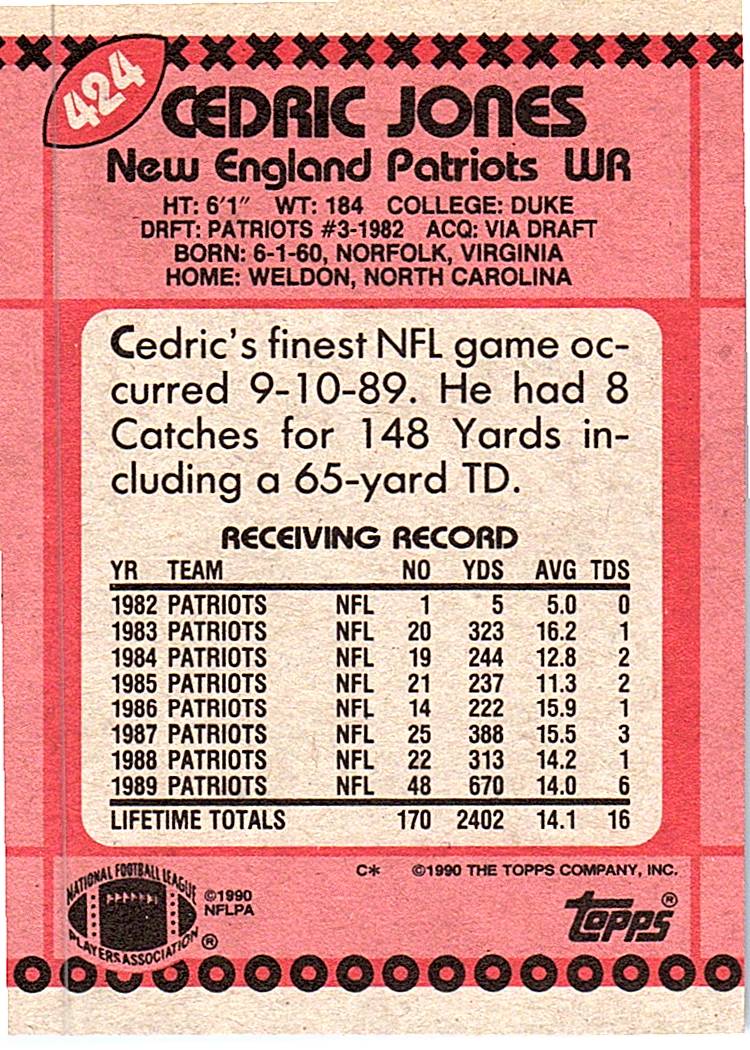 424
CEDRIC JONES
New England Patriots WR
HT: 6'1" WT: 184 COLLEGE: DUKE
DRFT: PATRIOTS #3-1982 ACQ: VIA DRAFT
BORN: 6-1-60, NORFOLK, VIRGINIA
HOME: WELDON, NORTH CAROLINA
Cedric's finest NFL game oc-
curred 9-10-89. He had 8
Catches for 148 Yards in-
cluding a 65-yard TD.
RECEIVING RECORD
YR TEAM NO YDS AVG TDS
1982 PATRIOTS NFL 1 5 5.0 0
1983 PATRIOTS NFL 20 323 16.2 1
1984 PATRIOTS NFL 19 244 12.8 2
1985 PATRIOTS NFL 21 237 11.3 2
1986 PATRIOTS NFL 14 222 15.9 1
1987 PATRIOTS NFL 25 388 15.5 3
1988 PATRIOTS NFL 22 313 14.2 1
1989 PATRIOTS NFL 48 670 14.0 6
LIFETIME TOTALS 170 2402 14.1 16
C* ©1990 THE TOPPS COMPANY, INC.
NATIONAL FOOTBALL LEAGUE
PLAYERS ASSOCIATION ®
©1990
NFLPA
topps®